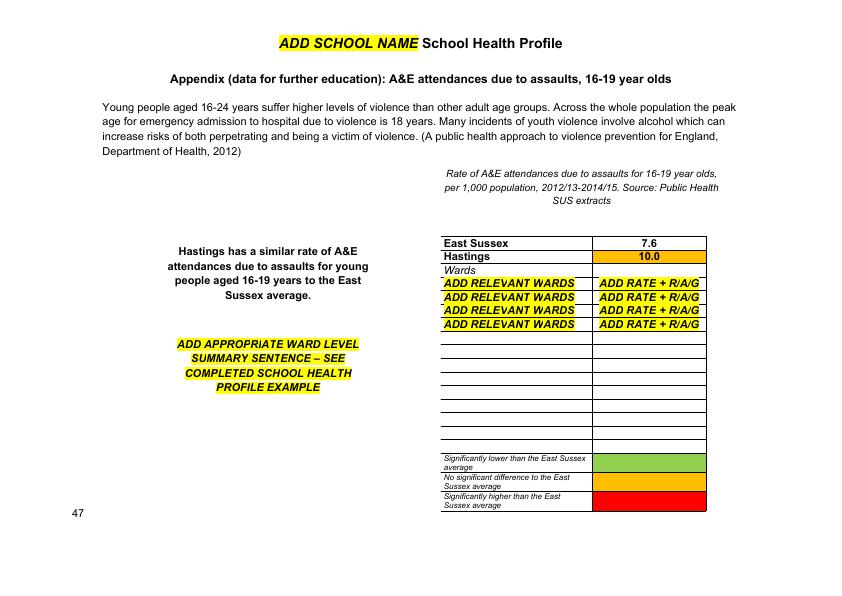 ADD SCHOOL NAME School Health Profile
Appendix (data for further education): A&E attendances due to assaults, 16-19 year olds
Young people aged 16-24 years suffer higher levels of violence than other adult age groups. Across the whole population the peak
age for emergency admission to hospital due to violence is 18 years. Many incidents of youth violence involve alcohol which can
increase risks of both perpetrating and being a victim of violence. (A public health approach to violence prevention for England,
Department of Health, 2012)
Rate of A&E attendances due to assaults for 16-19 year olds,
per 1,000 population, 2012/13-2014/15. Source: Public Health
SUS extracts
Hastings has a similar rate of A&E
attendances due to assaults for young
people aged 16-19 years to the East
Sussex average.
ADD APPROPRIATE WARD LEVEL
SUMMARY SENTENCE – SEE
COMPLETED SCHOOL HEALTH
PROFILE EXAMPLE
East Sussex 7.6
Hastings 10.0
Wards
ADD RELEVANT WARDS ADD RATE + R/A/G
ADD RELEVANT WARDS ADD RATE + R/A/G
ADD RELEVANT WARDS ADD RATE + R/A/G
ADD RELEVANT WARDS ADD RATE + R/A/G
Significantly lower than the East Sussex
average
No significant difference to the East
Sussex average
Significantly higher than the East
Sussex average
47